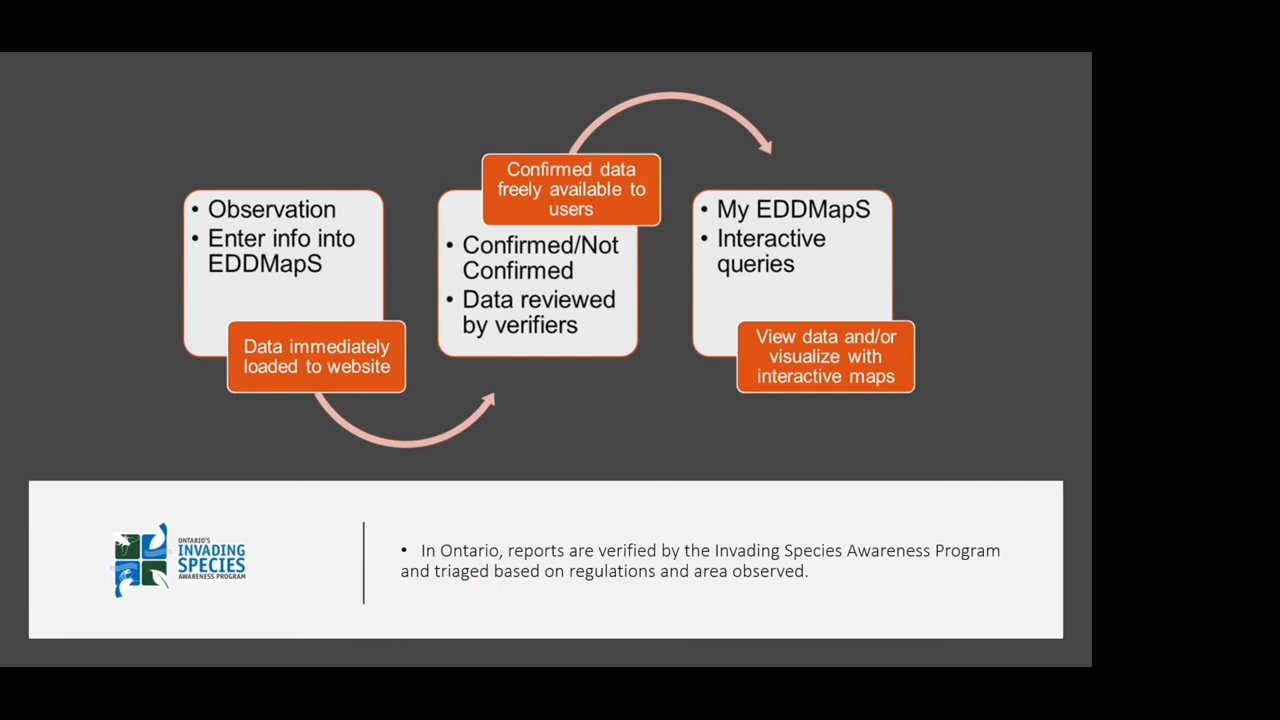 • Observation
• Enter info into
EDDMapS
Data immediately
loaded to website
Confirmed data
freely available to
users
• Confirmed/Not
Confirmed
• Data reviewed
by verifiers
• My EDDMapS
• Interactive
queries
View data and/or
visualize with
interactive maps
ONTARIO'S
INVADING
SPECIES
AWARENESS PROGRAM
• In Ontario, reports are verified by the Invading Species Awareness Program
and triaged based on regulations and area observed.